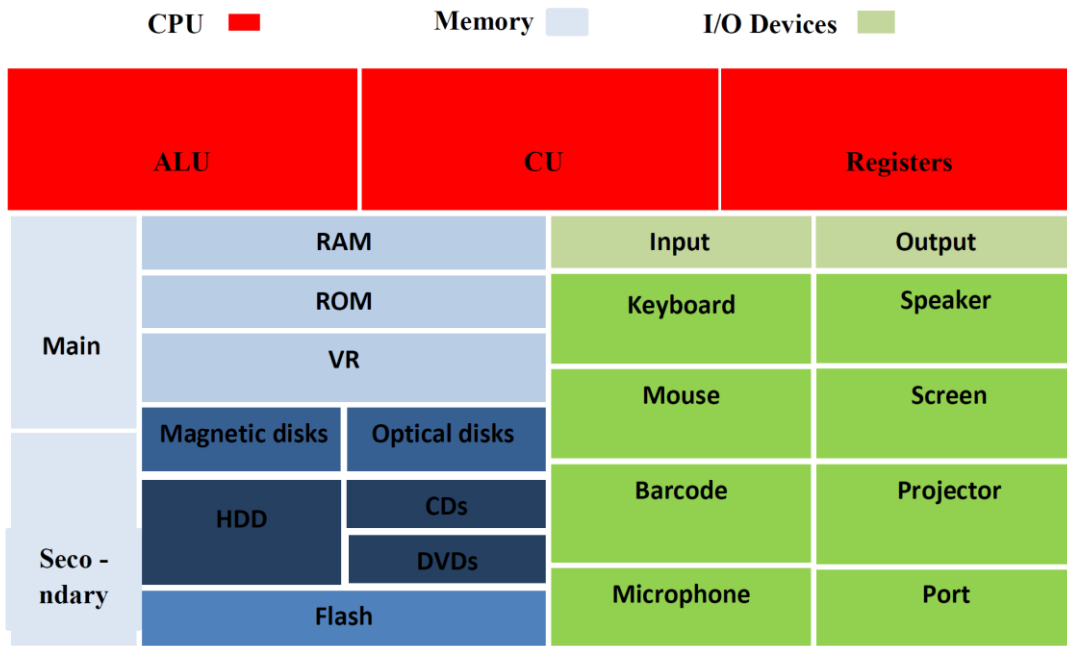 CPU
Memory
I/O Devices
ALU
CU
Registers
Main
RAM
ROM
VR
Seco -
ndary
Magnetic disks
Optical disks
HDD
CDs
DVDs
Flash
Input
Output
Keyboard
Speaker
Mouse
Screen
Barcode
Projector
Microphone
Port